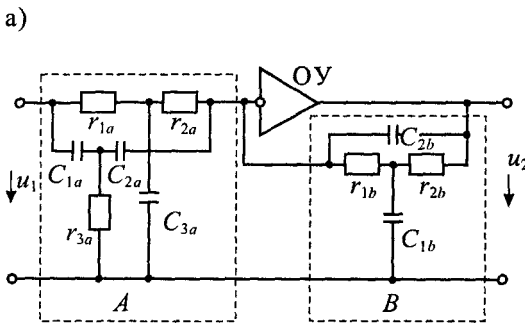 а)
ОУ
r1a
r2a
C2b
C1a
C2a
r1b
r2b
u1
u2
r3a
C3a
C1b
A
B